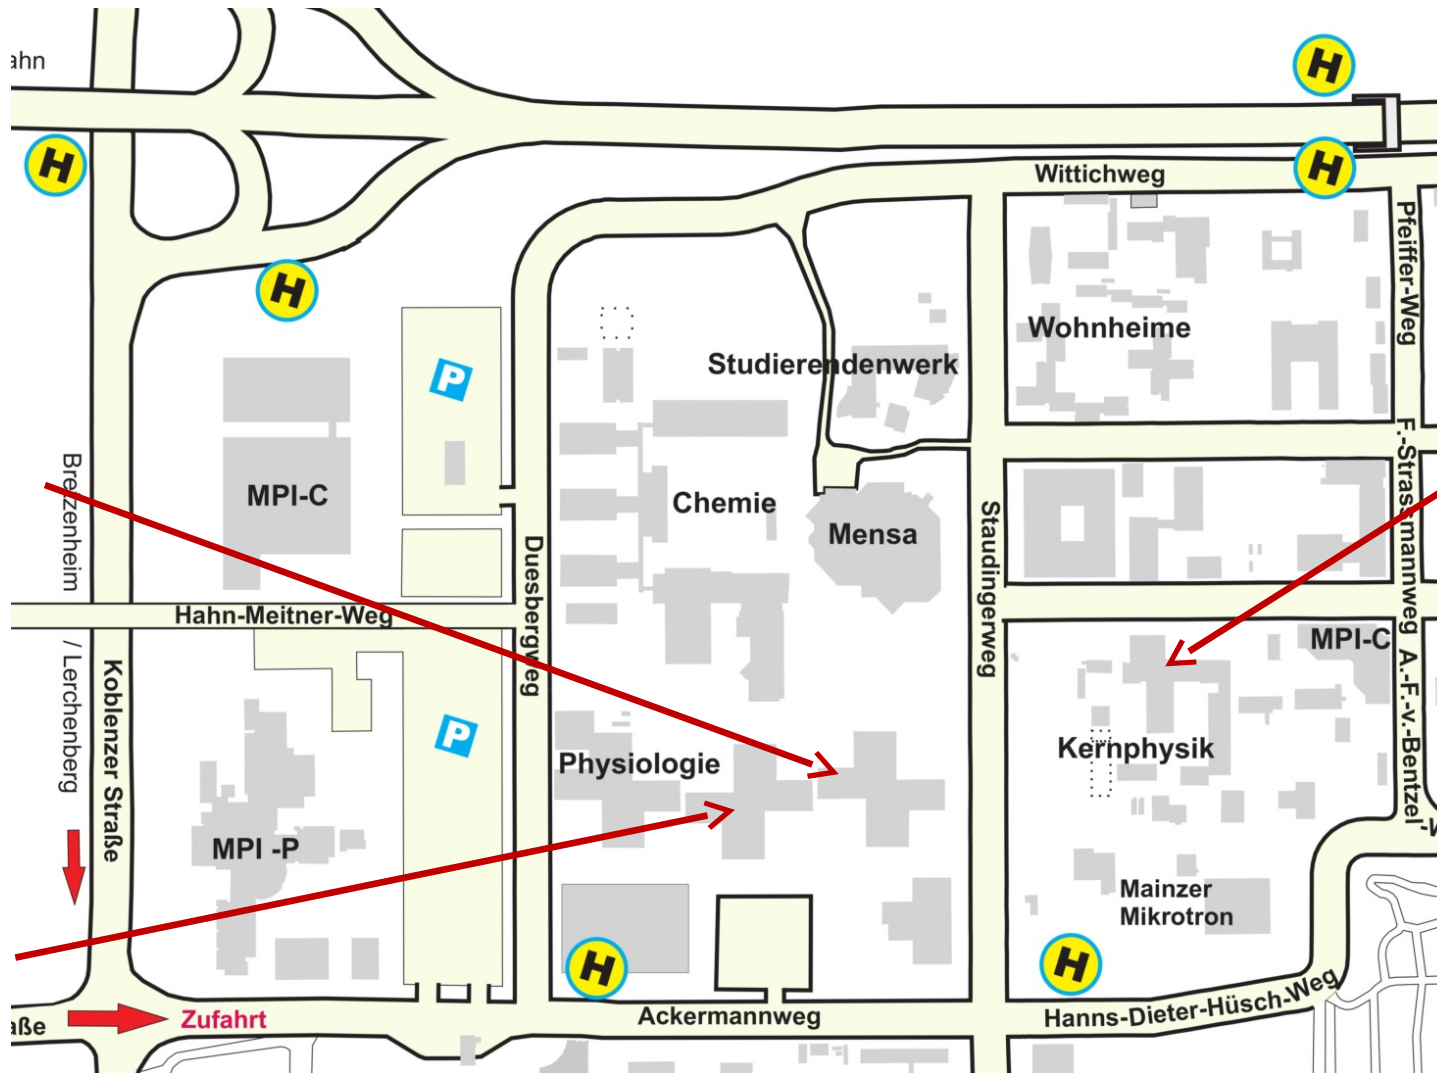 ahn
H
H
H
H
Wittichweg
Pfeiffer-Weg
Wohnheime
Studierendenwerk
P
Bretzenheim
/ Lerchenberg
MPI-C
Chemie
Mensa
Staudingerweg
F.-Strassmannweg
Duesbergweg
Hahn-Meitner-Weg
MPI-C
A.-F.-v.-Bentzel-W
Koblenzer Straße
P
Physiologie
Kernphysik
MPI -P
Mainzer
Mikrotron
H
H
aße
Zufahrt
Ackermannweg
Hanns-Dieter-Hüsch-Weg